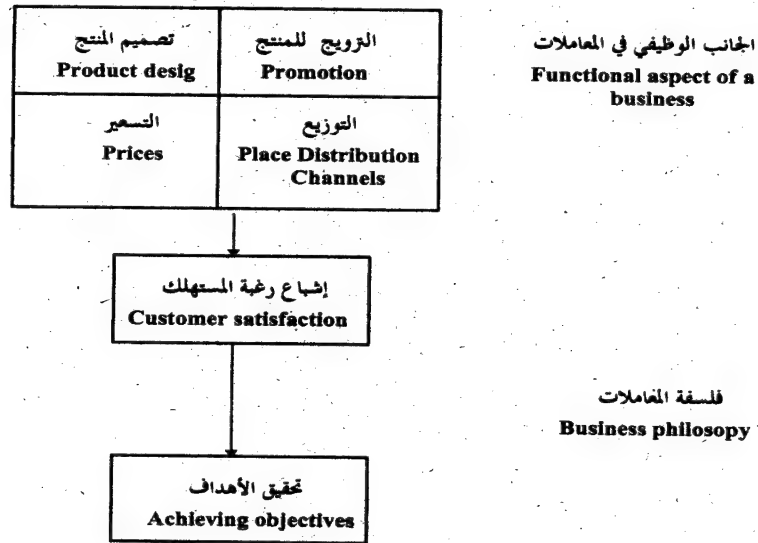 تصميم المنتج
Product desig
الترويج للمنتج
Promotion
الجانب الوظيفي في المعاملات
Functional aspect of a
business
التسعير
Prices
التوزيع
Place Distribution
Channels
إشباع رغبة المستهلك
Customer satisfaction
فلسفة المعاملات
Business philosopy
تحقيق الأهداف
Achieving objectives